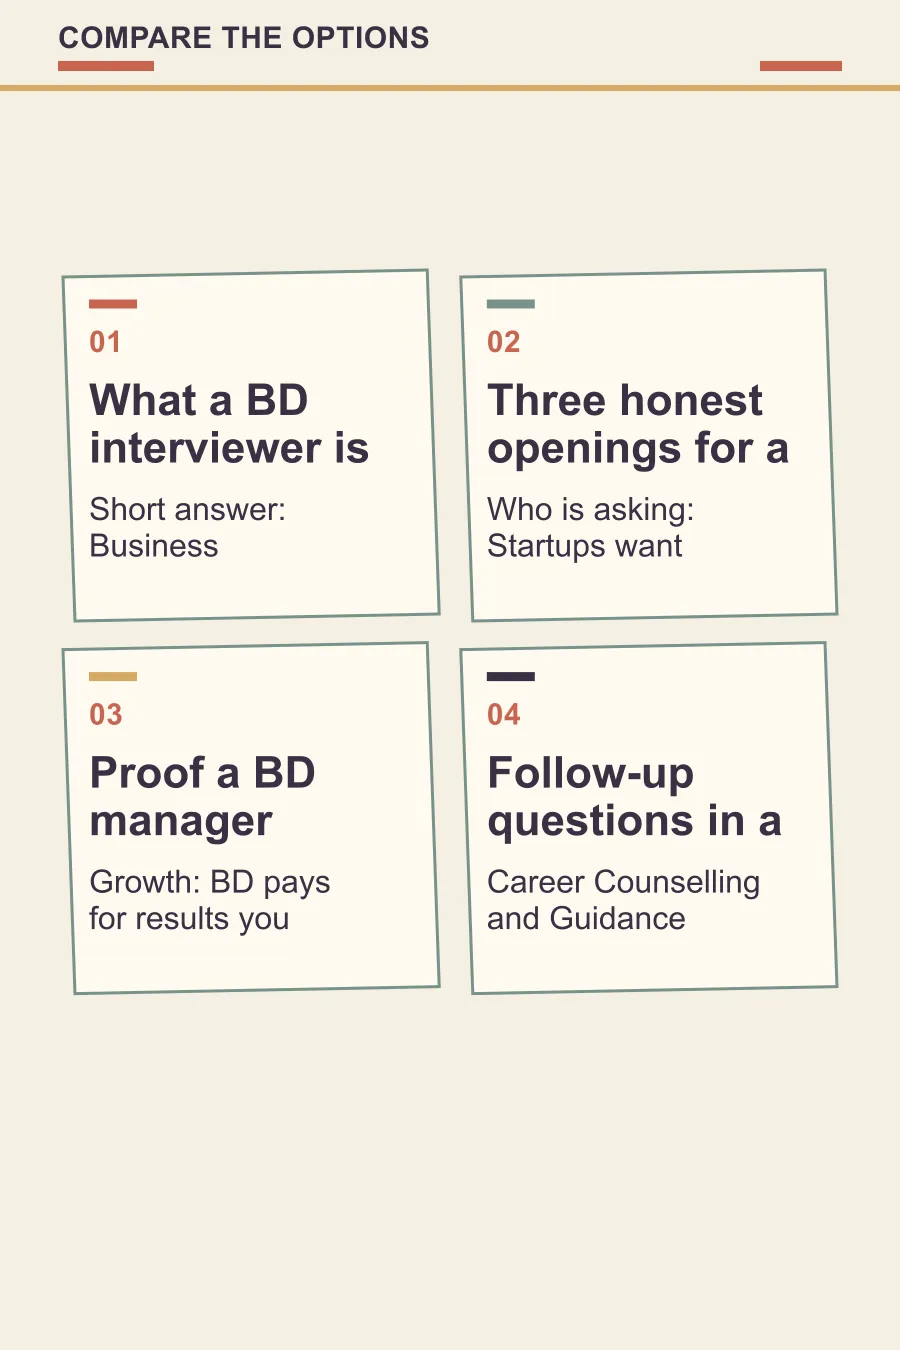 COMPARE THE OPTIONS
01
What a BD
interviewer is
Short answer:
Business
02
Three honest
openings for a
Who is asking:
Startups want
03
Proof a BD
manager
Growth: BD pays
for results you
04
Follow-up
questions in a
Career Counselling
and Guidance